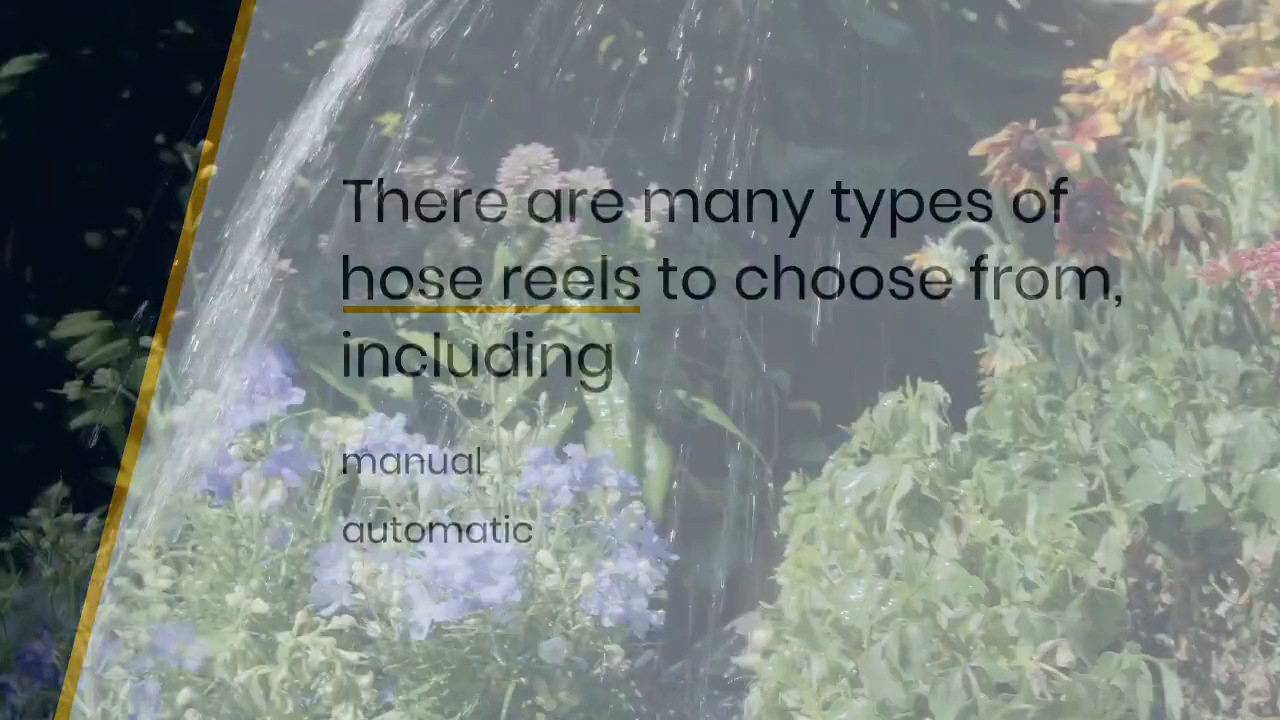 There are many types of
hose reels to choose from,
including
manual
automatic